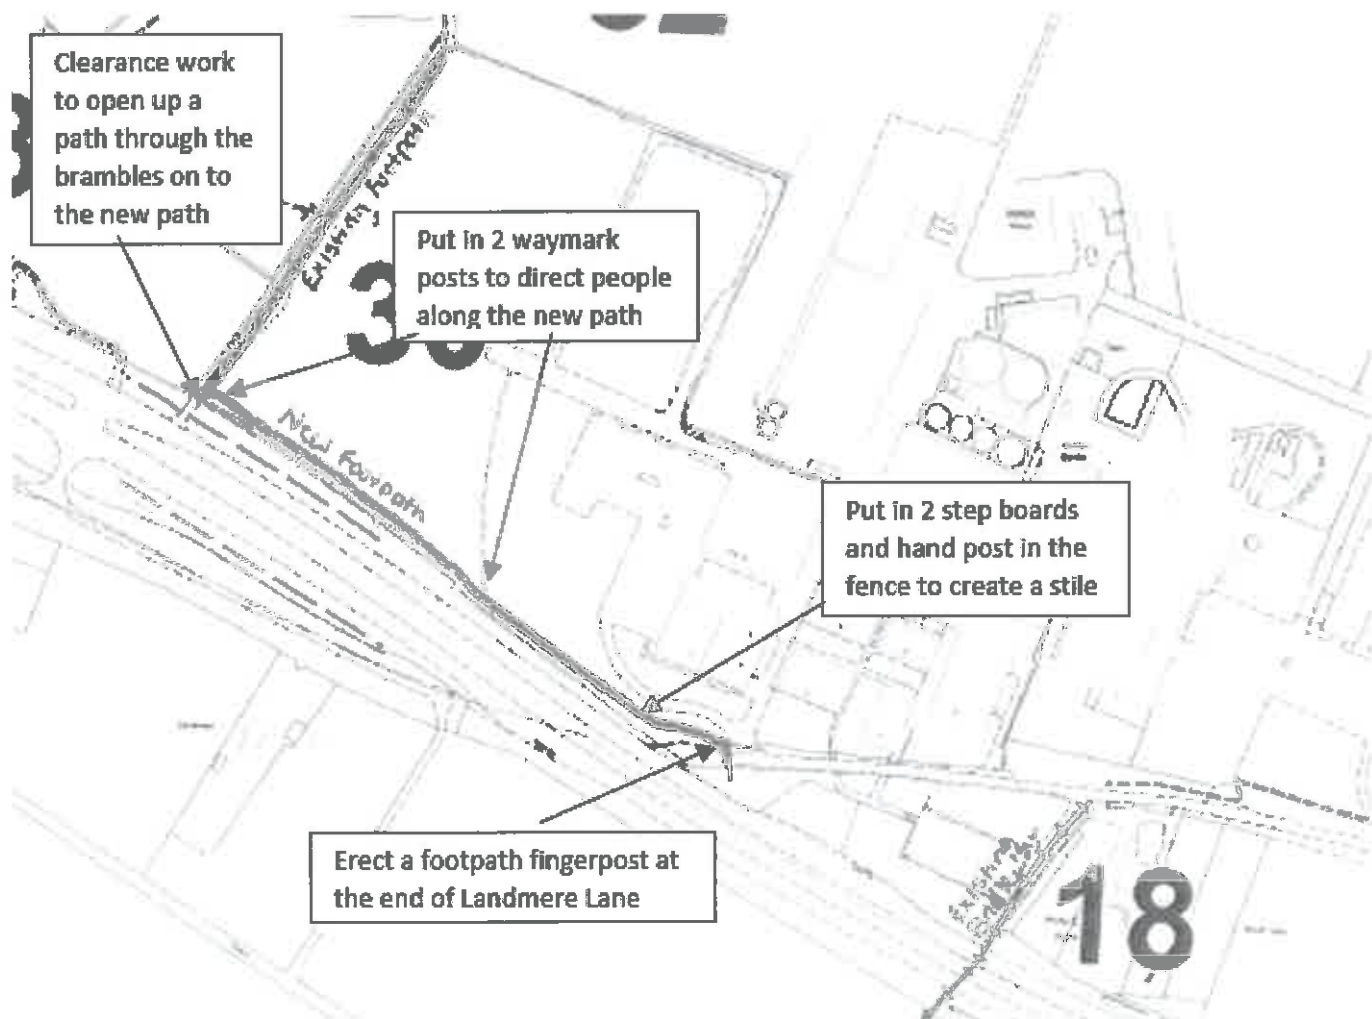 Clearance work
to open up a
path through the
brambles on to
the new path
Existing Footpath
Put in 2 waymark
posts to direct people
along the new path
New Footpath
Put in 2 step boards
and hand post in the
fence to create a stile
Erect a footpath fingerpost at
the end of Landmere Lane
18